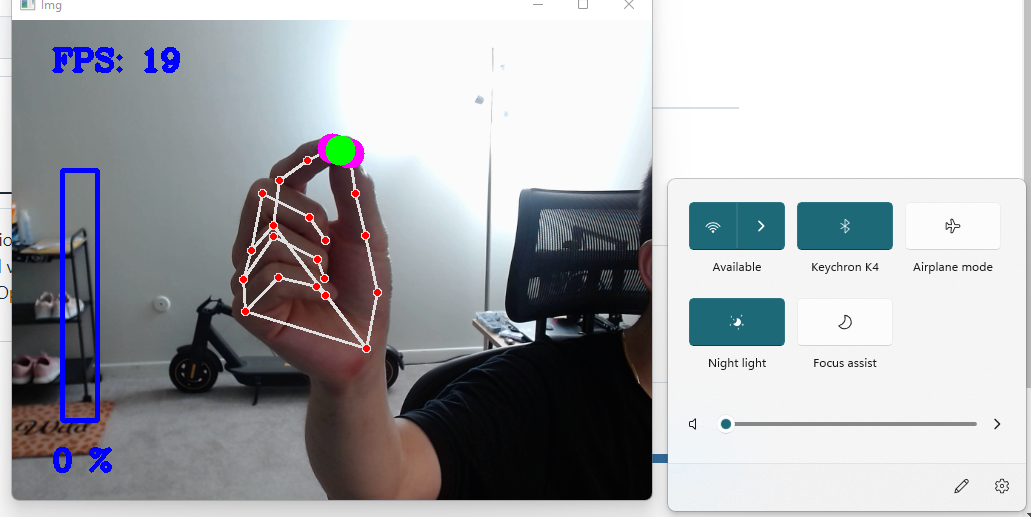 Img
FPS: 19
0 %
Available
Keychron K4
Airplane mode
Night light
Focus assist